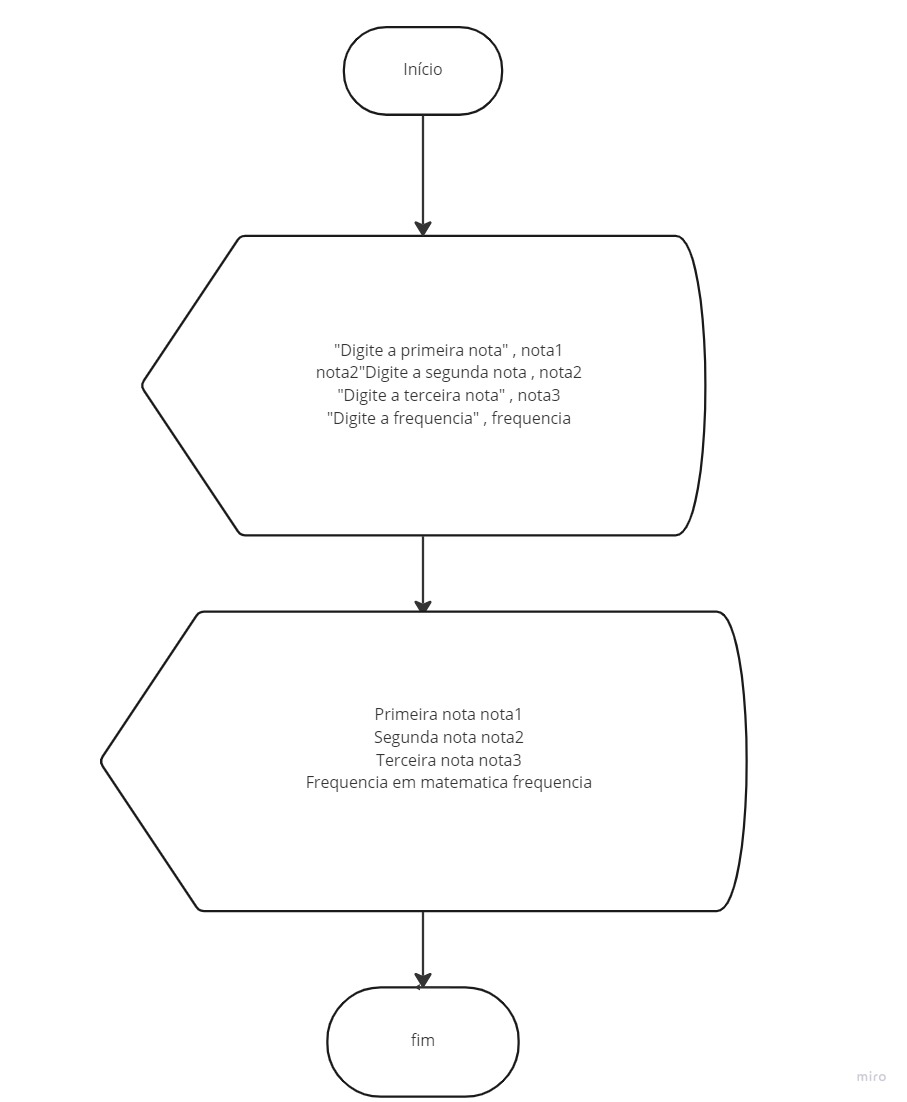 Início
"Digite a primeira nota" , nota1
nota2"Digite a segunda nota , nota2
"Digite a terceira nota" , nota3
"Digite a frequencia" , frequencia
Primeira nota nota1
Segunda nota nota2
Terceira nota nota3
Frequencia em matematica frequencia
fim
miro